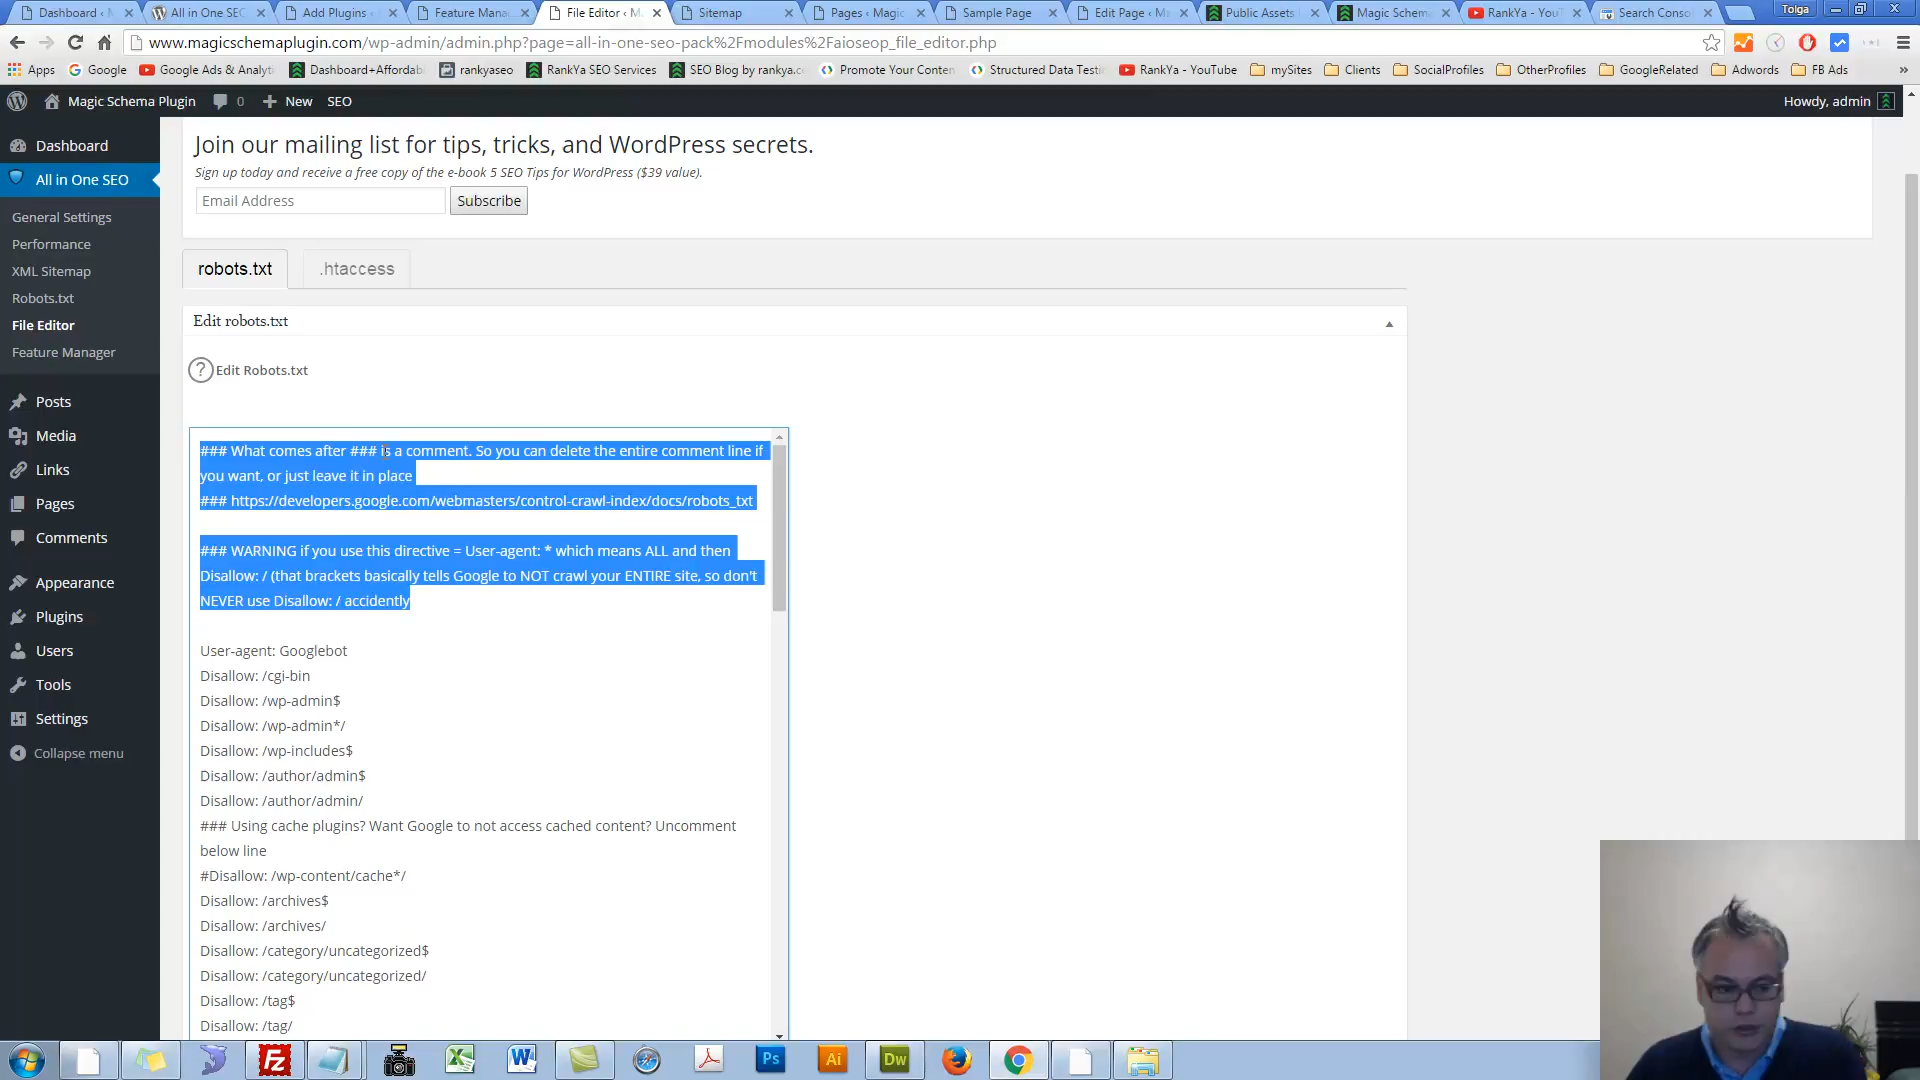 Dashboard ‹ M
All in One SEO
Add Plugins ‹
Feature Mana
File Editor ‹ M
Sitemap
Pages ‹ Magic
Sample Page
Edit Page ‹ Ma
Public Assets
Magic Schema
RankYa - YouT
Search Conso
Tolga
www.magicschemaplugin.com/wp-admin/admin.php?page=all-in-one-seo-pack%2Fmodules%2Faioseop_file_editor.php
Apps
Google
Google Ads & Analyti
Dashboard+Affordab
rankyaseo
RankYa SEO Services
SEO Blog by rankya.c
Promote Your Conten
Structured Data Testi
RankYa - YouTube
mySites
Clients
SocialProfiles
OtherProfiles
GoogleRelated
Adwords
FB Ads
»
Magic Schema Plugin
0
New
SEO
Howdy, admin
Dashboard
All in One SEO
General Settings
Performance
XML Sitemap
Robots.txt
File Editor
Feature Manager
Posts
Media
Links
Pages
Comments
Appearance
Plugins
Users
Tools
Settings
Collapse menu
Join our mailing list for tips, tricks, and WordPress secrets.
Sign up today and receive a free copy of the e-book 5 SEO Tips for WordPress ($39 value).
Email Address
Subscribe
robots.txt
.htaccess
Edit robots.txt
? Edit Robots.txt
### What comes after ### is a comment. So you can delete the entire comment line if
you want, or just leave it in place
### https://developers.google.com/webmasters/control-crawl-index/docs/robots_txt
### WARNING if you use this directive = User-agent: * which means ALL and then
Disallow: / (that brackets basically tells Google to NOT crawl your ENTIRE site, so don't
NEVER use Disallow: / accidently
User-agent: Googlebot
Disallow: /cgi-bin
Disallow: /wp-admin$
Disallow: /wp-admin*/
Disallow: /wp-includes$
Disallow: /author/admin$
Disallow: /author/admin/
### Using cache plugins? Want Google to not access cached content? Uncomment
below line
#Disallow: /wp-content/cache*/
Disallow: /archives$
Disallow: /archives/
Disallow: /category/uncategorized$
Disallow: /category/uncategorized/
Disallow: /tag$
Disallow: /tag/
Fz
Ps
Ai
Dw